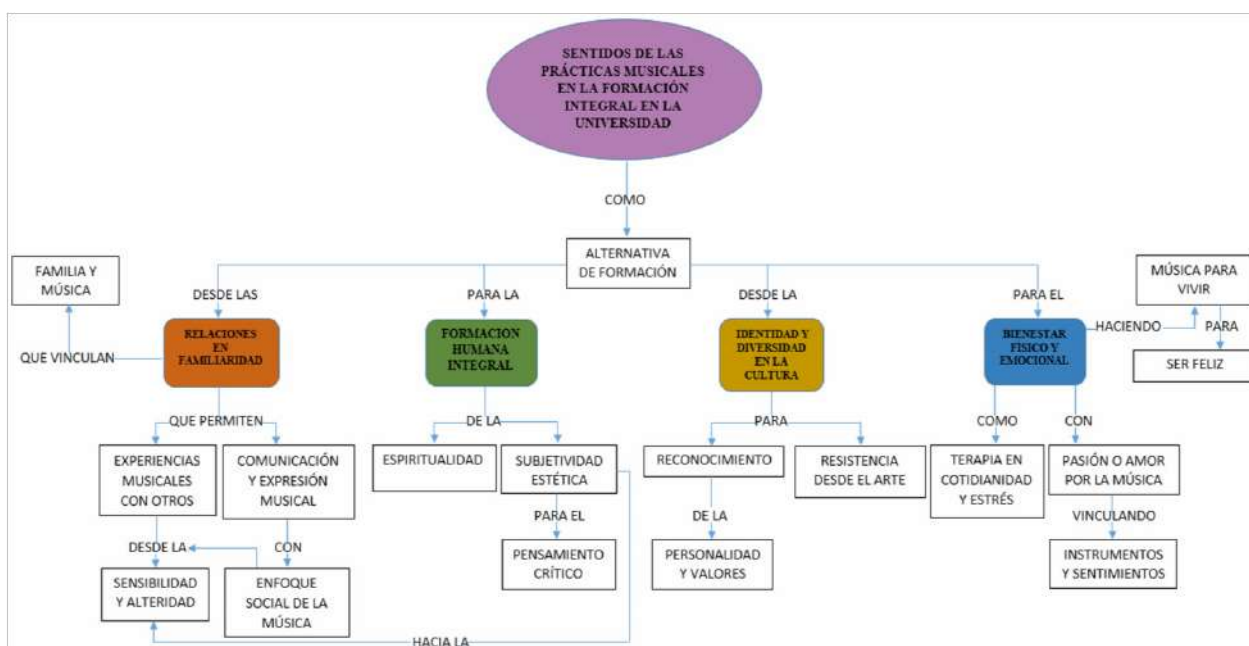 SENTIDOS DE LAS
PRÁCTICAS MUSICALES
EN LA FORMACIÓN
INTEGRAL EN LA
UNIVERSIDAD
COMO
ALTERNATIVA
DE FORMACIÓN
DESDE LAS
PARA LA
DESDE LA
PARA EL
FAMILIA Y
MÚSICA
QUE VINCULAN
RELACIONES
EN
FAMILIARIDAD
FORMACION
HUMANA
INTEGRAL
IDENTIDAD Y
DIVERSIDAD
EN LA
CULTURA
BIENESTAR
FISICO Y
EMOCIONAL
HACIENDO
MÚSICA PARA
VIVIR
PARA
SER FELIZ
QUE PERMITEN
DE LA
PARA
COMO
CON
EXPERIENCIAS
MUSICALES
CON OTROS
COMUNICACIÓN
Y EXPRESIÓN
MUSICAL
ESPIRITUALIDAD
SUBJETIVIDAD
ESTÉTICA
RECONOCIMIENTO
RESISTENCIA
DESDE EL ARTE
TERAPIA EN
COTIDIANIDAD
Y ESTRÉS
PASIÓN O AMOR
POR LA MÚSICA
DESDE LA
CON
PARA EL
DE LA
VINCULANDO
SENSIBILIDAD
Y ALTERIDAD
ENFOQUE
SOCIAL DE LA
MÚSICA
PENSAMIENTO
CRÍTICO
PERSONALIDAD
Y VALORES
INSTRUMENTOS
Y SENTIMIENTOS
HACIA LA